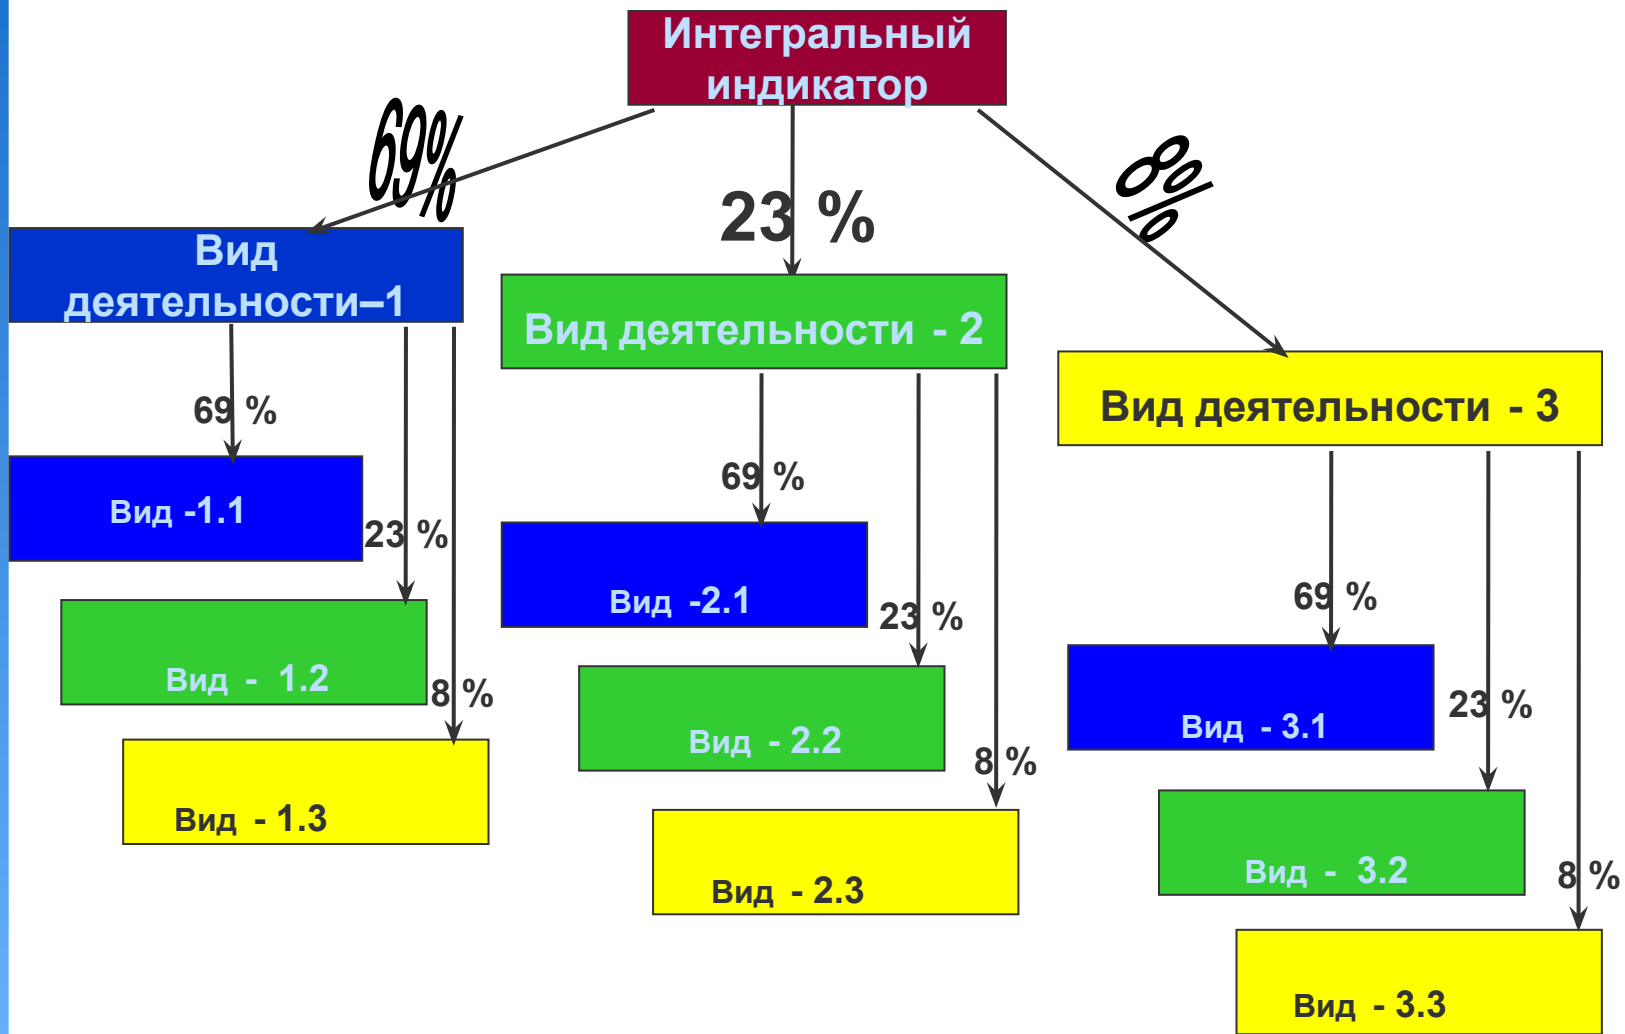 Интегральный
индикатор
69%
23 %
8%
Вид
деятельности–1
Вид деятельности - 2
Вид деятельности - 3
69 %
Вид -1.1
23 %
Вид - 1.2
8 %
Вид - 1.3
69 %
Вид -2.1
23 %
Вид - 2.2
8 %
Вид - 2.3
69 %
Вид - 3.1
23 %
Вид - 3.2
8 %
Вид - 3.3